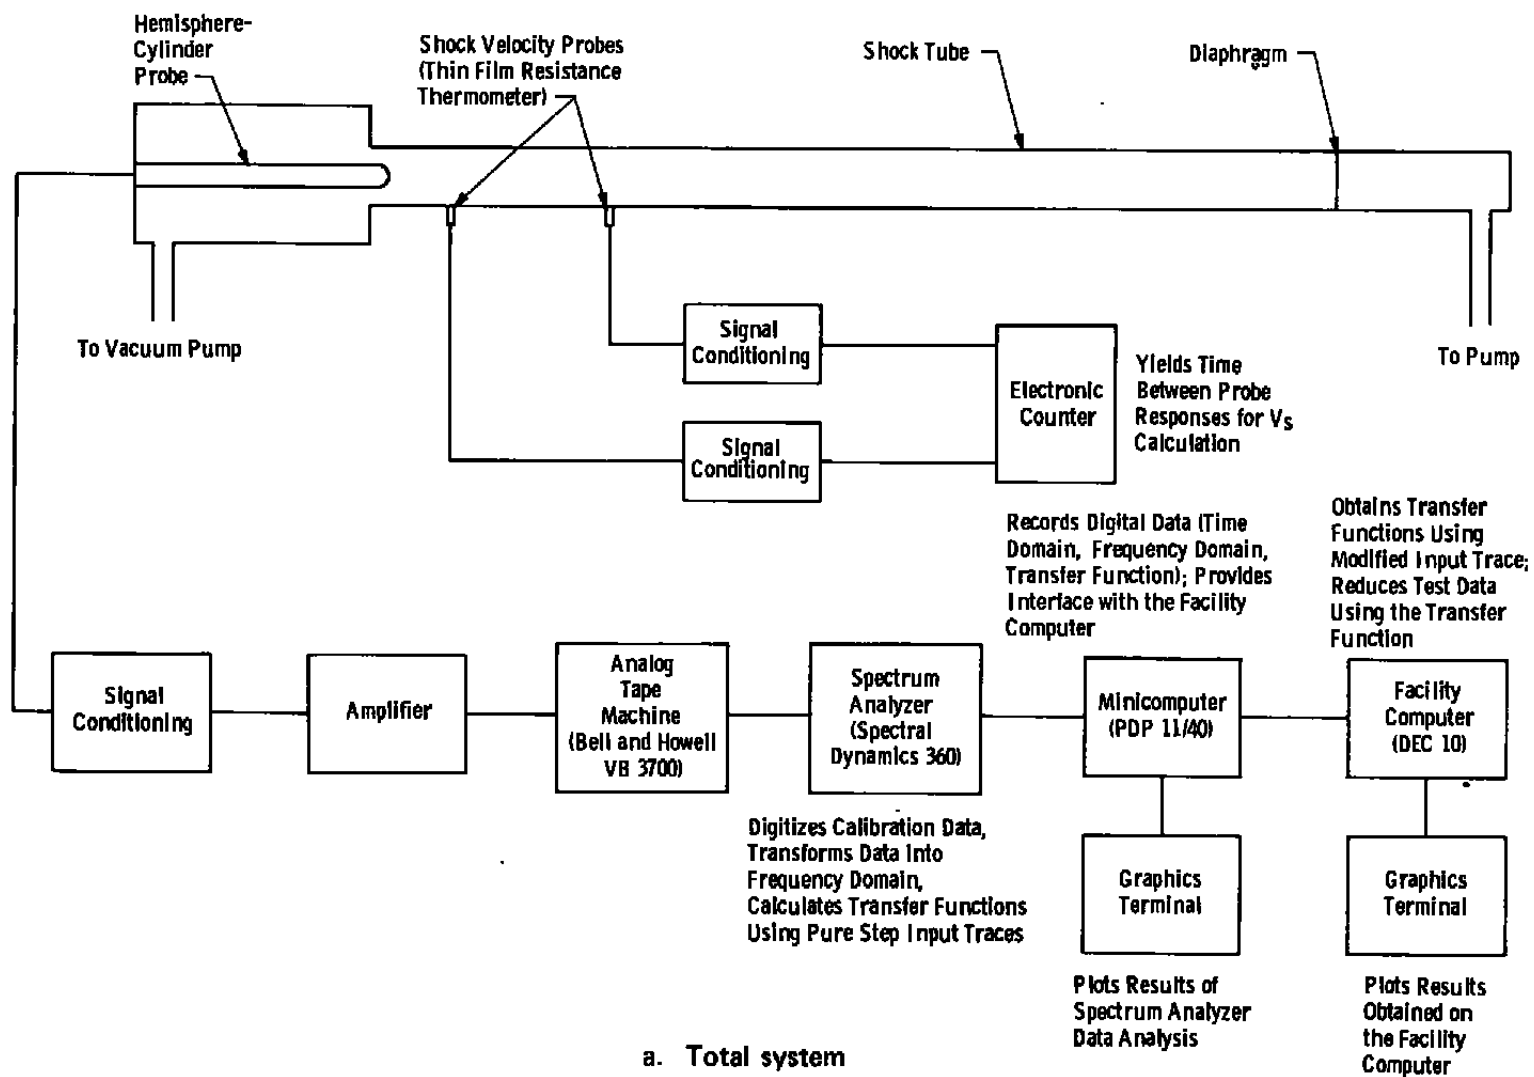 Hemisphere-
Cylinder
Probe
Shock Velocity Probes
(Thin Film Resistance
Thermometer)
Shock Tube
Diaphragm
To Vacuum Pump
To Pump
Signal
Conditioning
Signal
Conditioning
Electronic
Counter
Yields Time
Between Probe
Responses for Vs
Calculation
Records Digital Data (Time
Domain, Frequency Domain,
Transfer Function); Provides
Interface with the Facility
Computer
Obtains Transfer
Functions Using
Modified Input Trace;
Reduces Test Data
Using the Transfer
Function
Signal
Conditioning
Amplifier
Analog
Tape
Machine
(Bell and Howell
VB 3700)
Spectrum
Analyzer
(Spectral
Dynamics 360)
Minicomputer
(PDP 11/40)
Facility
Computer
(DEC 10)
Digitizes Calibration Data,
Transforms Data into
Frequency Domain,
Calculates Transfer Functions
Using Pure Step Input Traces
Graphics
Terminal
Graphics
Terminal
Plots Results of
Spectrum Analyzer
Data Analysis
Plots Results
Obtained on
the Facility
Computer
a. Total system